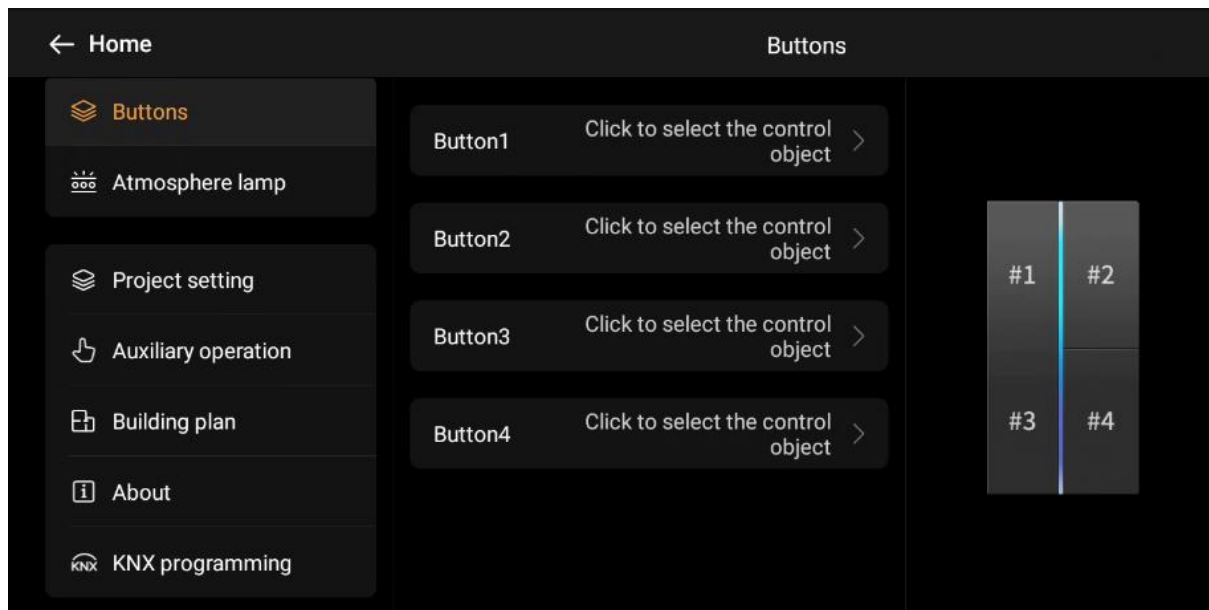 Home
Buttons
Buttons
Atmosphere lamp
Project setting
Auxiliary operation
Building plan
About
KNX
KNX programming
Button1
Click to select the control
object
Button2
Click to select the control
object
Button3
Click to select the control
object
Button4
Click to select the control
object
#1 #2
#3 #4